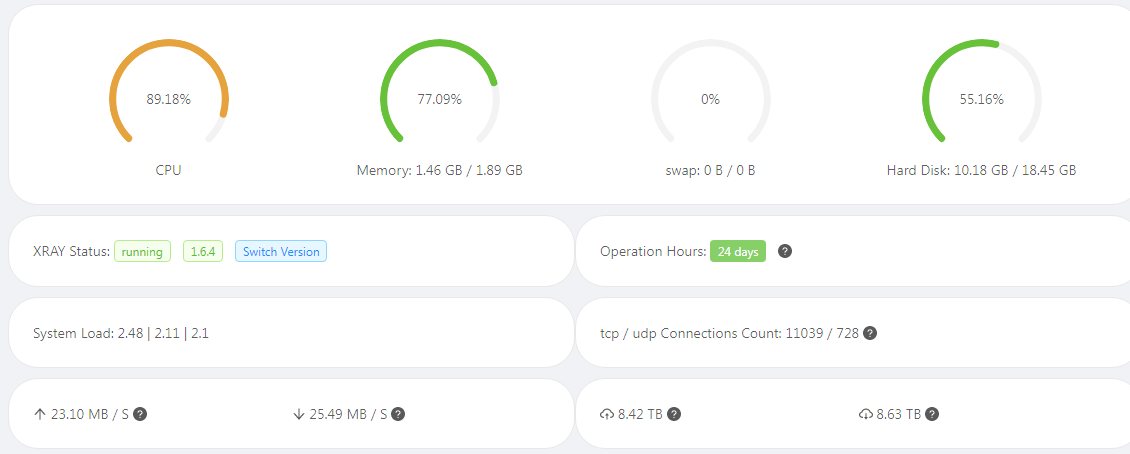 89.18% 77.09% 0% 55.16%
CPU Memory: 1.46 GB / 1.89 GB swap: 0 B / 0 B Hard Disk: 10.18 GB / 18.45 GB
XRAY Status: running 1.6.4 Switch Version
Operation Hours: 24 days ?
System Load: 2.48 | 2.11 | 2.1
tcp / udp Connections Count: 11039 / 728 ?
23.10 MB / S ? 25.49 MB / S ?
8.42 TB ? 8.63 TB ?